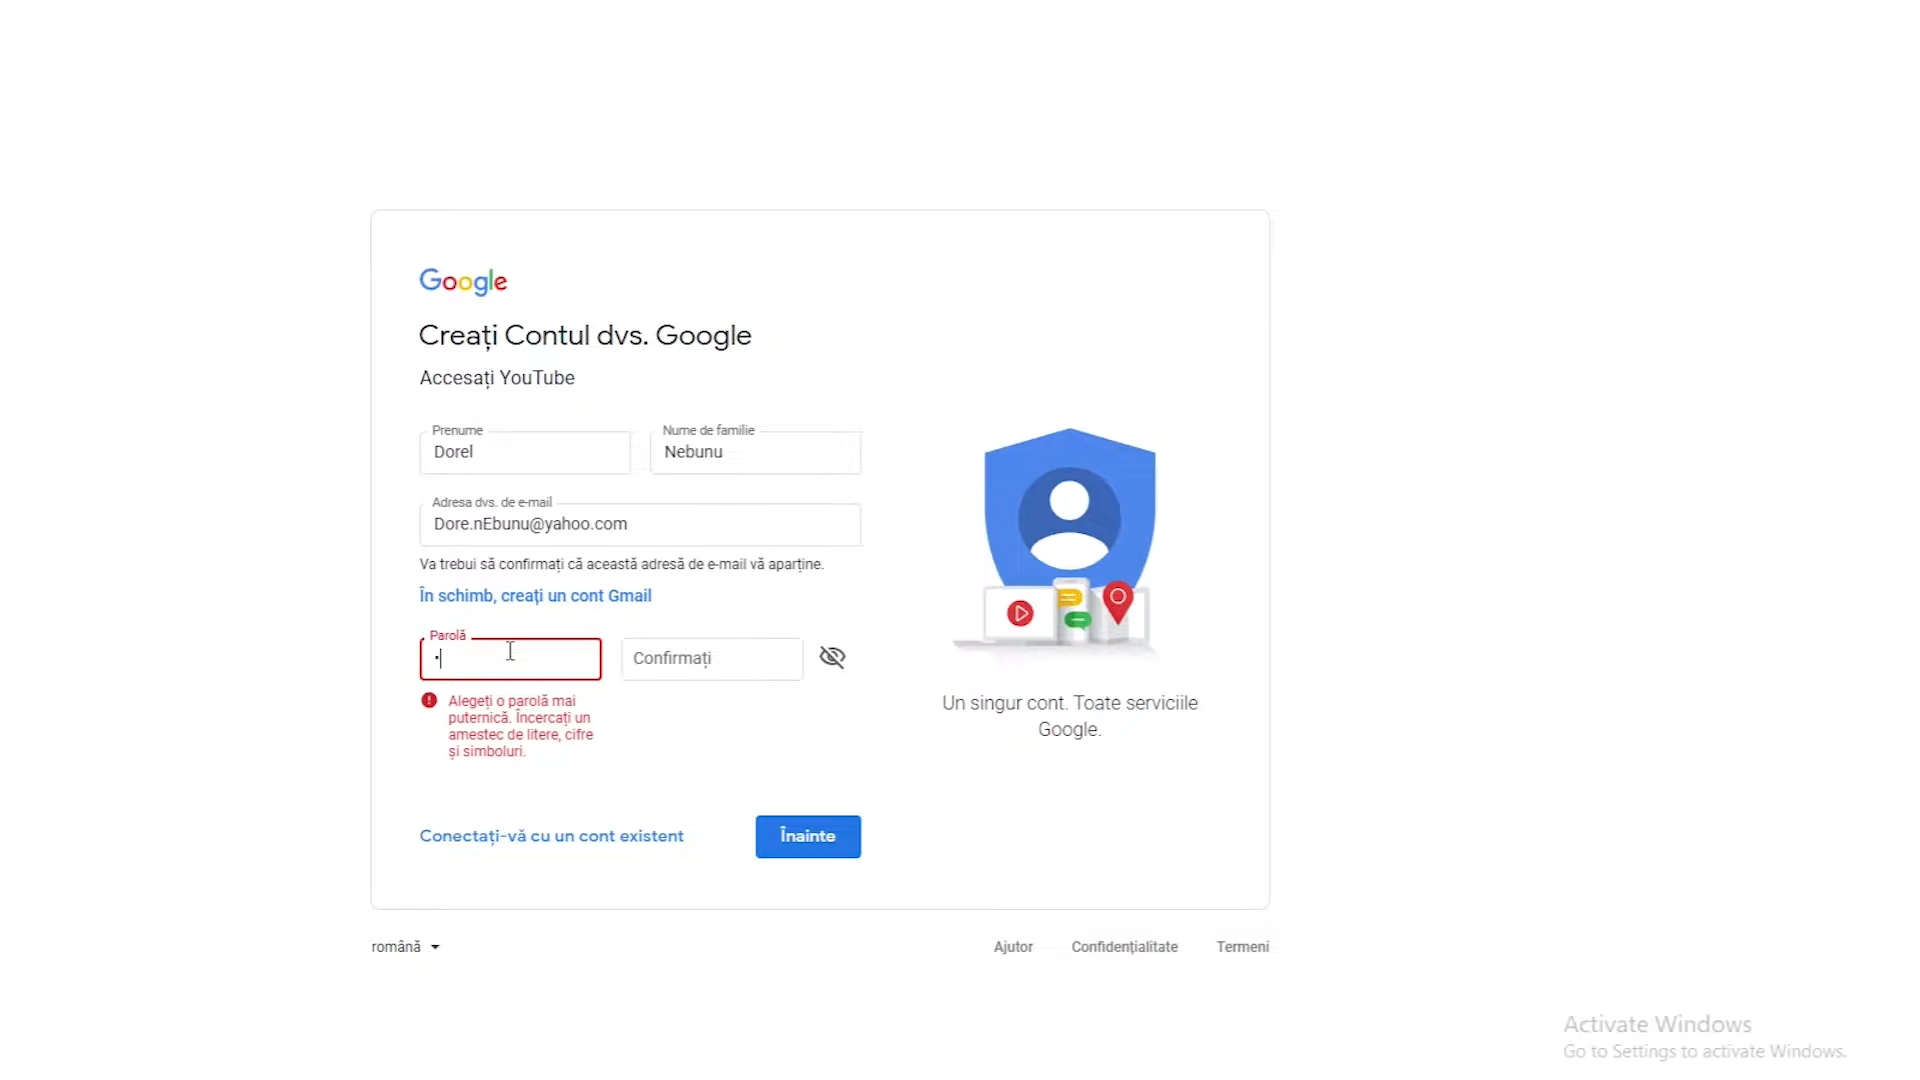 Google
Creați Contul dvs. Google
Accesați YouTube
Prenume
Dorel
Nume de familie
Nebunu
Adresa dvs. de e-mail
Dore.nEbunu@yahoo.com
Va trebui să confirmați că această adresă de e-mail vă aparține.
În schimb, creați un cont Gmail
Parolă
Confirmați
Alegeți o parolă mai
puternică. Încercați un
amestec de litere, cifre
și simboluri.
Conectați-vă cu un cont existent
Înainte
Un singur cont. Toate serviciile
Google.
română
Ajutor
Confidențialitate
Termeni
Activate Windows
Go to Settings to activate Windows.